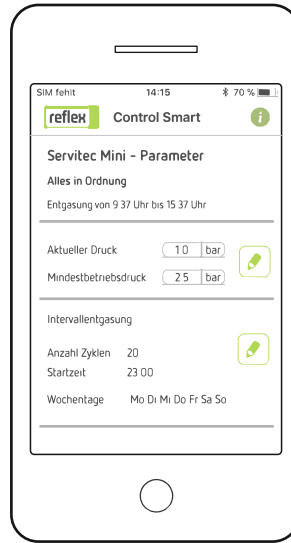 SIM fehlt 14:15 70 %
reflex Control Smart i
Servitec Mini - Parameter
Alles in Ordnung
Entgasung von 9 37 Uhr bis 15 37 Uhr
Aktueller Druck 1 0 bar
Mindestbetriebsdruck 2 5 bar
Intervallentgasung
Anzahl Zyklen 20
Startzeit 23 00
Wochentage Mo Di Mi Do Fr Sa So